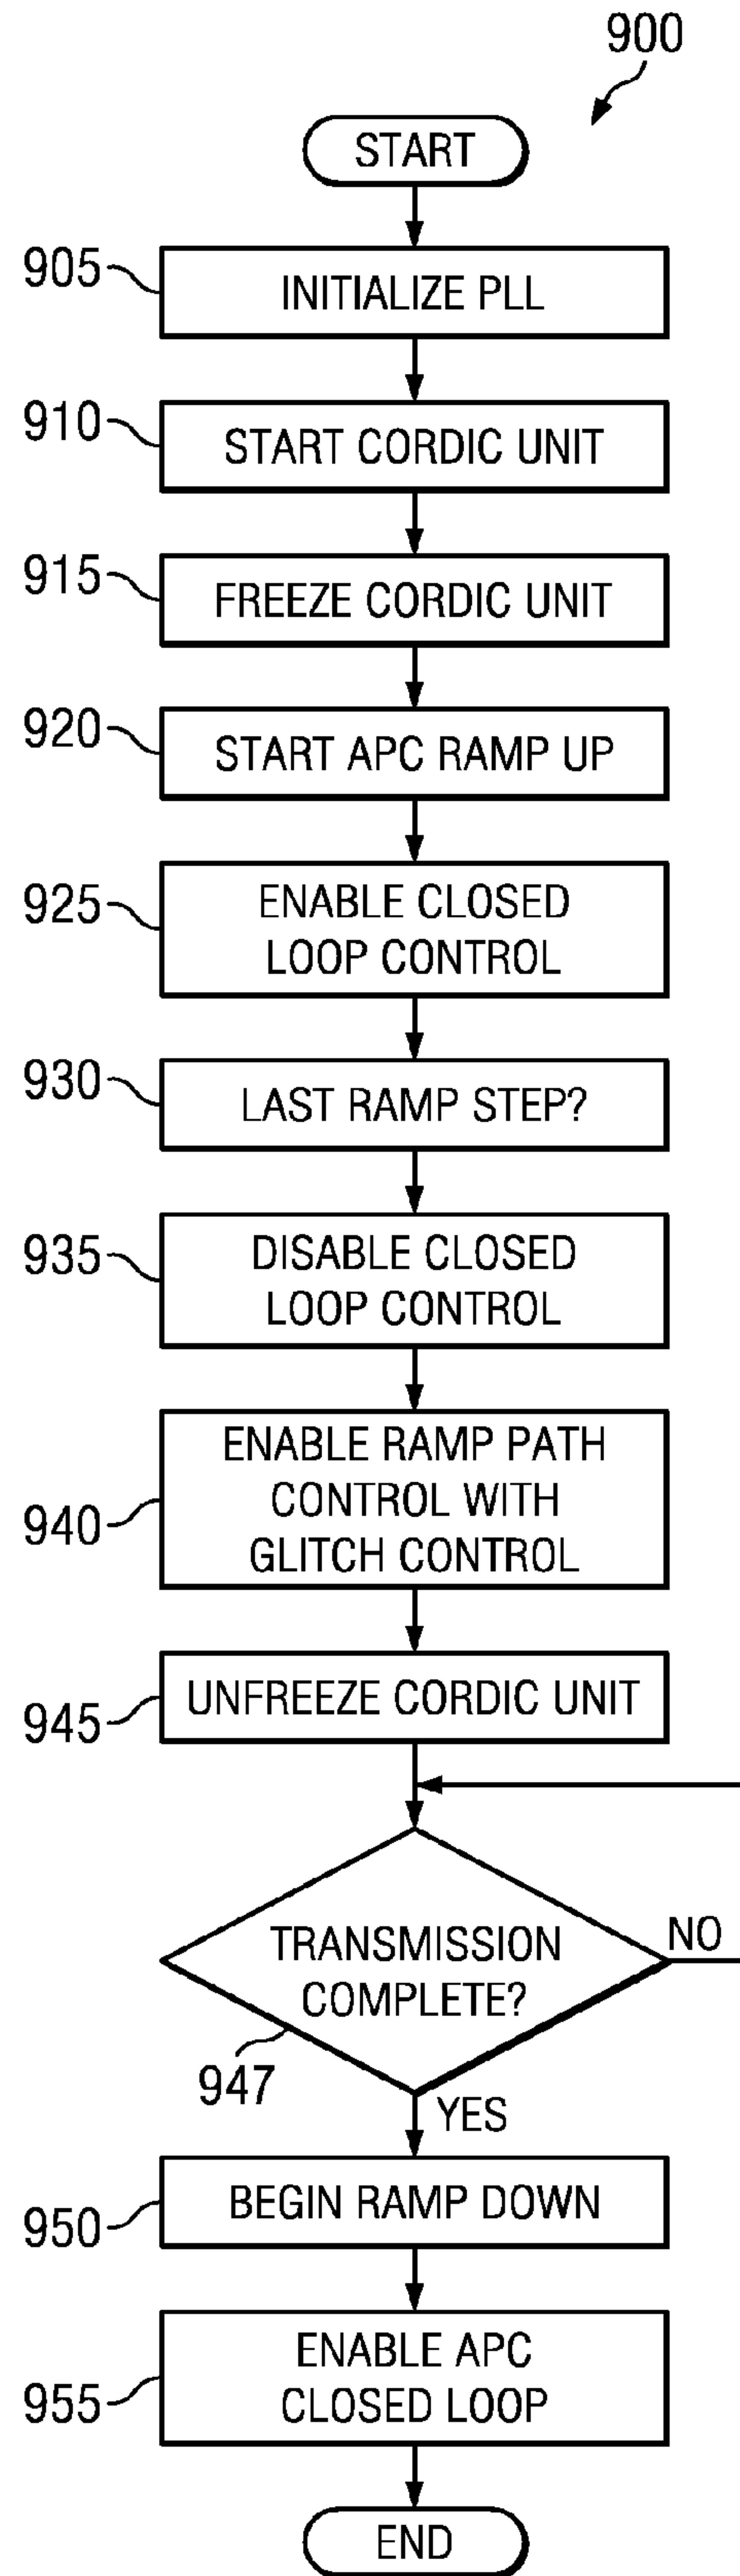 900
START
905
INITIALIZE PLL
910
START CORDIC UNIT
915
FREEZE CORDIC UNIT
920
START APC RAMP UP
925
ENABLE CLOSED
LOOP CONTROL
930
LAST RAMP STEP?
935
DISABLE CLOSED
LOOP CONTROL
940
ENABLE RAMP PATH
CONTROL WITH
GLITCH CONTROL
945
UNFREEZE CORDIC UNIT
TRANSMISSION
COMPLETE?
NO
947
YES
950
BEGIN RAMP DOWN
955
ENABLE APC
CLOSED LOOP
END